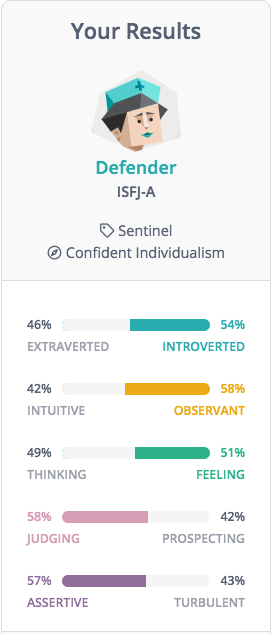 Your Results
Defender
ISFJ-A
Sentinel
Confident Individualism
46% 54%
EXTRAVERTED INTROVERTED
42% 58%
INTUITIVE OBSERVANT
49% 51%
THINKING FEELING
58% 42%
JUDGING PROSPECTING
57% 43%
ASSERTIVE TURBULENT